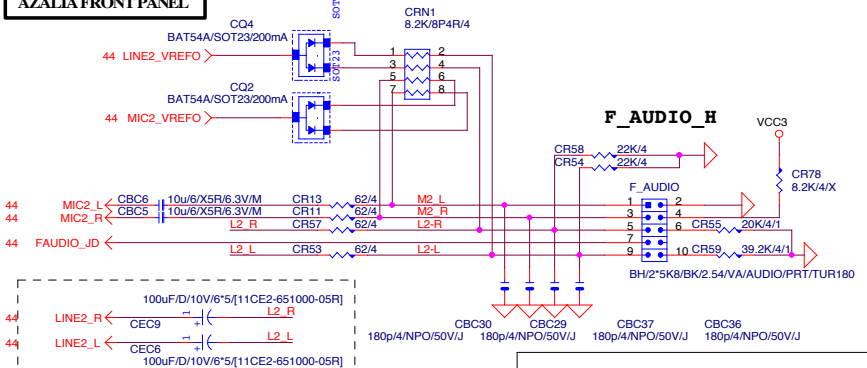 AZALIA FRONT PANEL
SOT
CQ4
BAT54A/SOT23/200mA
44 LINE2_VREFO
SOT23
CQ2
BAT54A/SOT23/200mA
44 MIC2_VREFO
CRN1
8.2K/8P4R/4
1 2
3 4
5 6
7 8
F_AUDIO_H
VCC3
CR58 22K/4
CR54 22K/4
CR78
8.2K/4/X
F_AUDIO
44 MIC2_L CBC6 10u/6/X5R/6.3V/M CR13 62/4 M2_L
44 MIC2_R CBC5 10u/6/X5R/6.3V/M CR11 62/4 M2_R
L2_R CR57 62/4 L2-R
44 FAUDIO_JD
L2_L CR53 62/4 L2-L
1 2
3 4
5 6 CR55 20K/4/1
7
9 10 CR59 39.2K/4/1
BH/2*5K8/BK/2.54/VA/AUDIO/PRT/TUR180
100uF/D/10V/6*5/[11CE2-651000-05R]
44 LINE2_R 1 + L2_R
CEC9
44 LINE2_L 1 + L2_L
CEC6
100uF/D/10V/6*5/[11CE2-651000-05R]
CBC30 CBC29 CBC37 CBC36
180p/4/NPO/50V/J 180p/4/NPO/50V/J 180p/4/NPO/50V/J 180p/4/NPO/50V/J